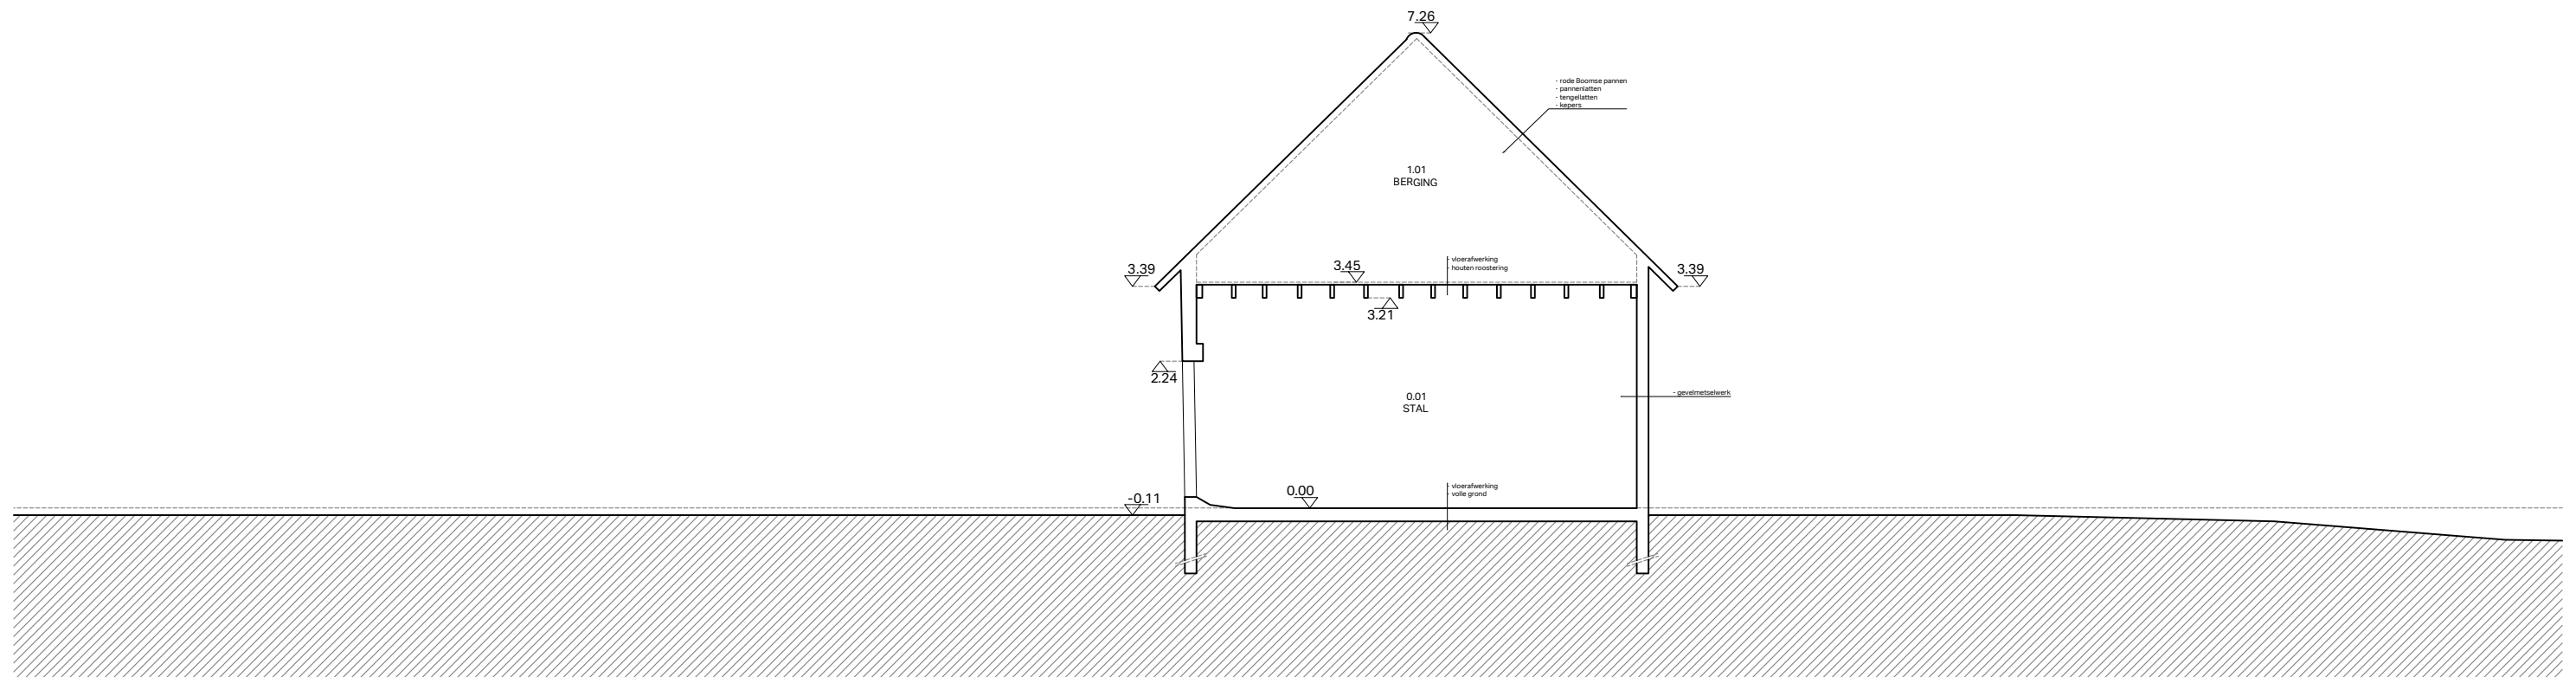 7.26
- rode Boomse pannen
- pannenlatten
- tengellatten
- kepers
1.01
BERGING
3.39
3.45
- vloerafwerking
- houten roostering
3.39
3.21
2.24
0.01
STAL
- gevelmetselwerk
-0.11
0.00
- vloerafwerking
- volle grond